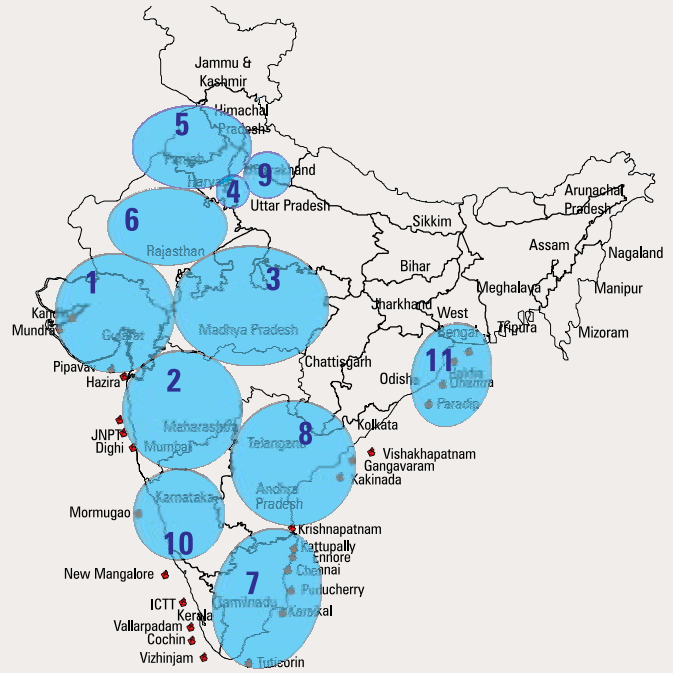 Jammu &
Kashmir
Himachal
Pradesh
5
Punjab
Haryana
4
9
Uttarakhand
Uttar Pradesh
6
Rajasthan
Sikkim
Arunachal
Pradesh
Assam
Nagaland
Bihar
Meghalaya
Manipur
1
3
Gujarat
Madhya Pradesh
Mundra
Jharkhand
West
Bengal
Tripura
Mizoram
Pipavav
Hazira
2
Chattisgarh
Odisha
11
Haldia
Dhamra
Paradip
Maharashtra
Mumbai
JNPT
Dighi
8
Telangana
Kolkata
Vishakhapatnam
Gangavaram
Kakinada
Andhra
Pradesh
Karnataka
Mormugao
10
Krishnapatnam
Kattupally
Ennore
Chennai
7
Puducherry
Tamilnadu
Karaikal
New Mangalore
ICTT
Kerala
Vallarpadam
Cochin
Vizhinjam
Tuticorin